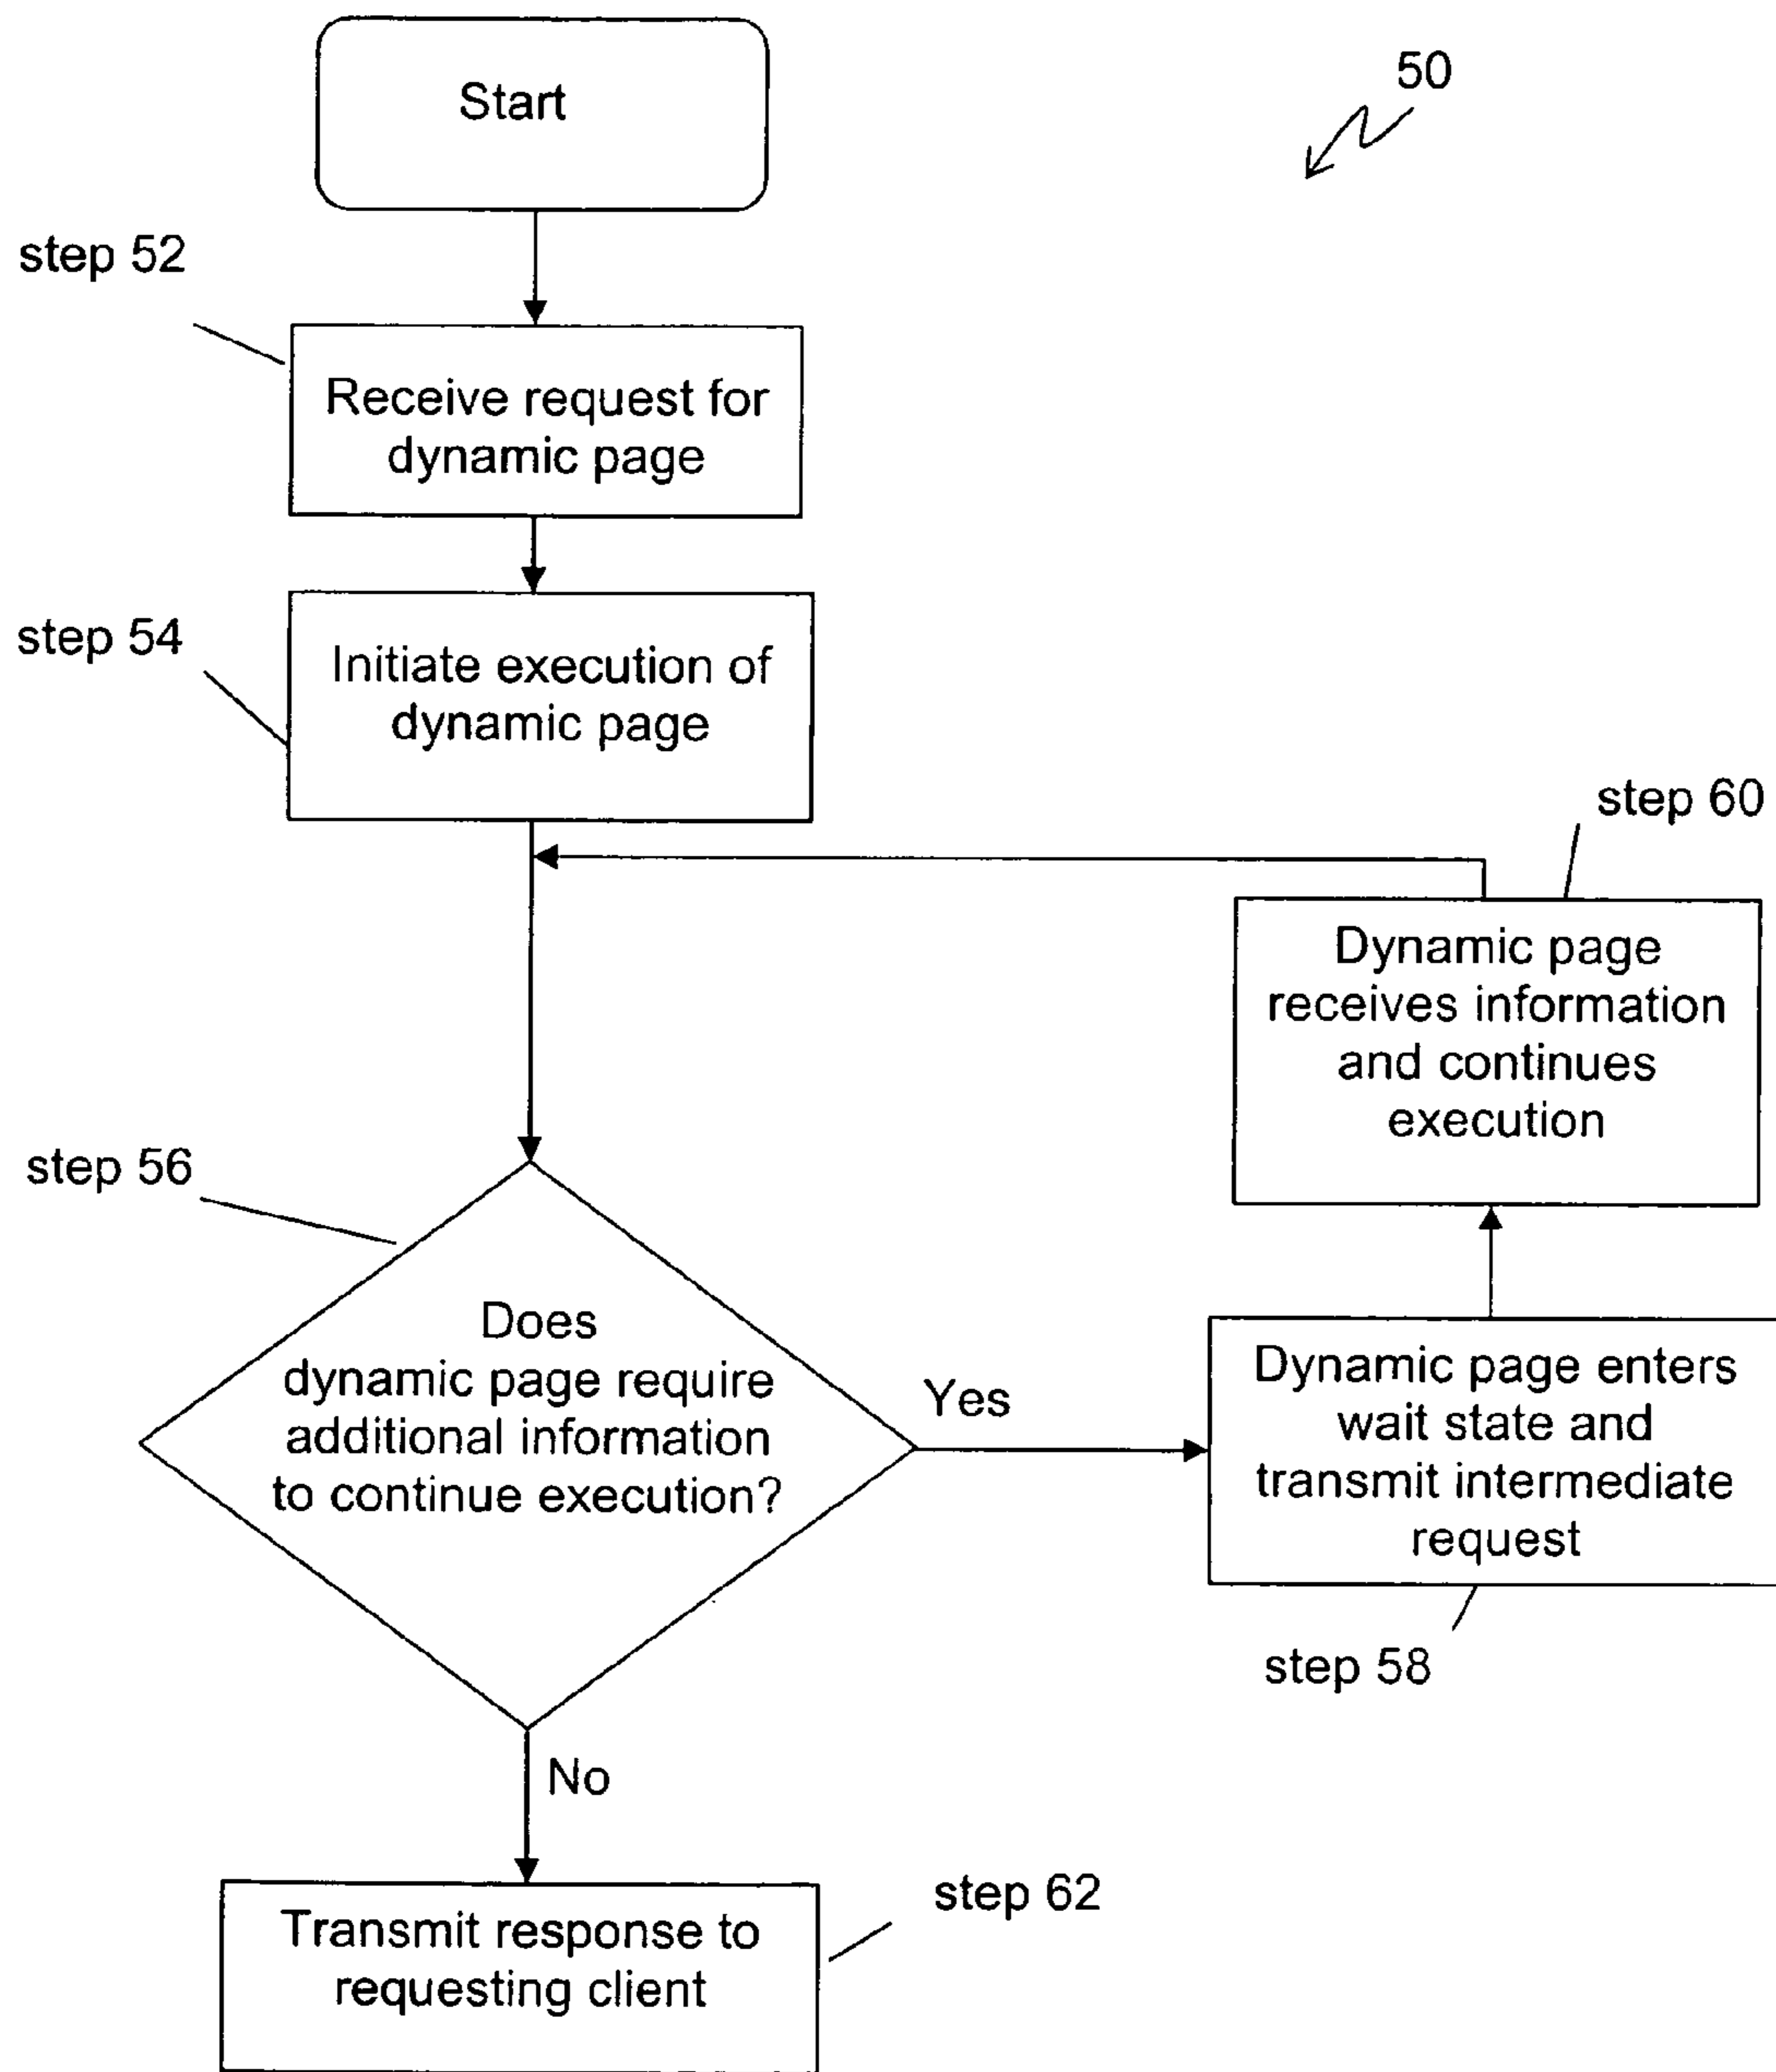 Start
50
step 52
Receive request for
dynamic page
step 54
Initiate execution of
dynamic page
step 60
Dynamic page
receives information
and continues
execution
step 56
Does
dynamic page require
additional information
to continue execution?
Yes
Dynamic page enters
wait state and
transmit intermediate
request
step 58
No
step 62
Transmit response to
requesting client